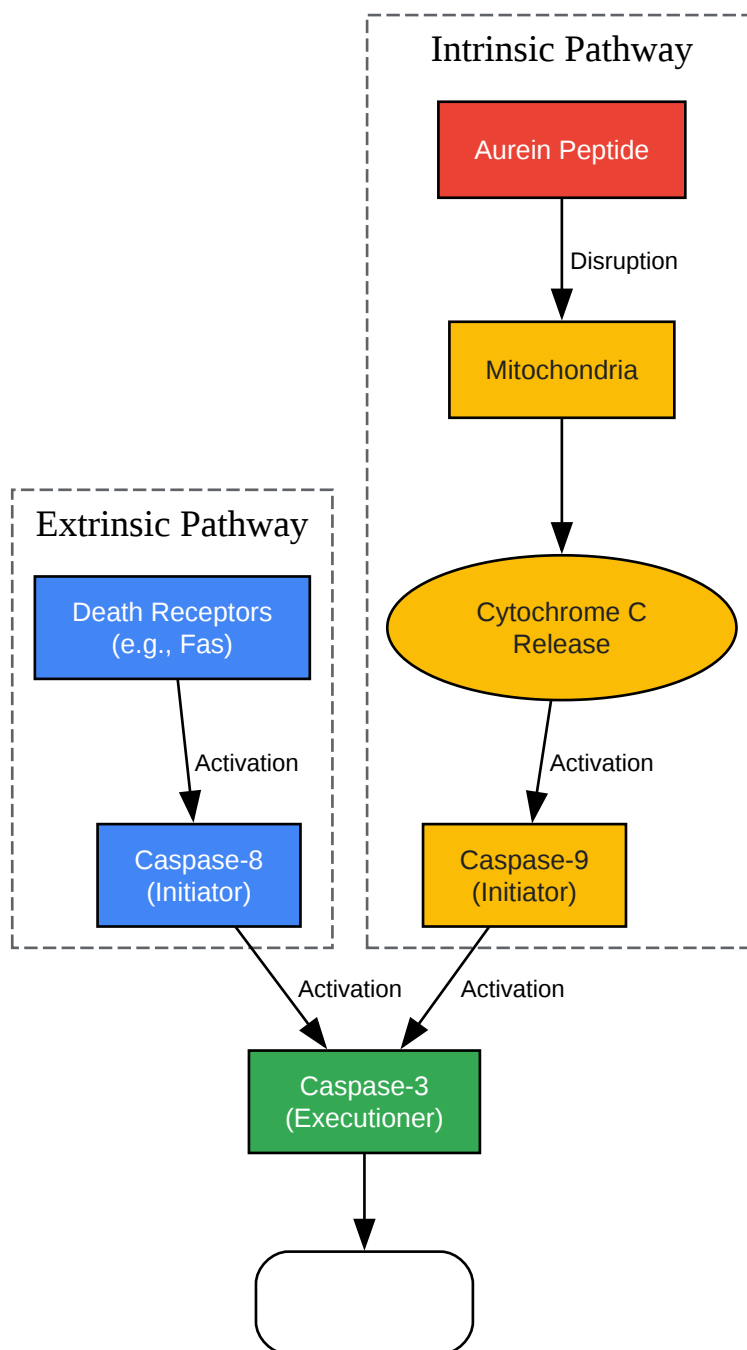 Intrinsic Pathway
Aurein Peptide
Disruption
Mitochondria
Extrinsic Pathway
Death Receptors
(e.g., Fas)
Cytochrome C
Release
Activation
Activation
Caspase-8
(Initiator)
Caspase-9
(Initiator)
Activation
Activation
Caspase-3
(Executioner)